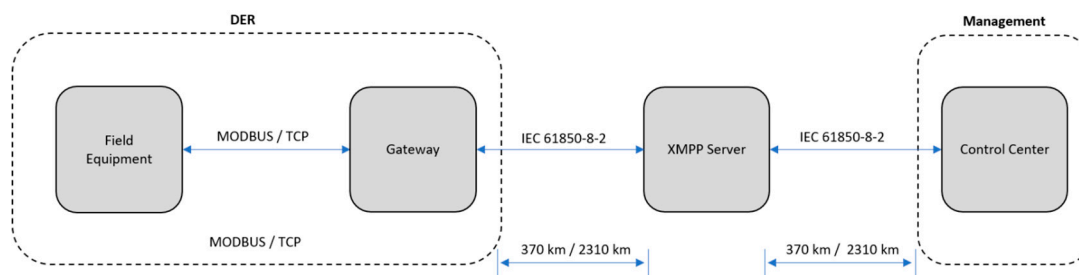 DER
Management
Field
Equipment
MODBUS / TCP
Gateway
IEC 61850-8-2
XMPP Server
IEC 61850-8-2
Control Center
MODBUS / TCP
370 km / 2310 km
370 km /  2310 km